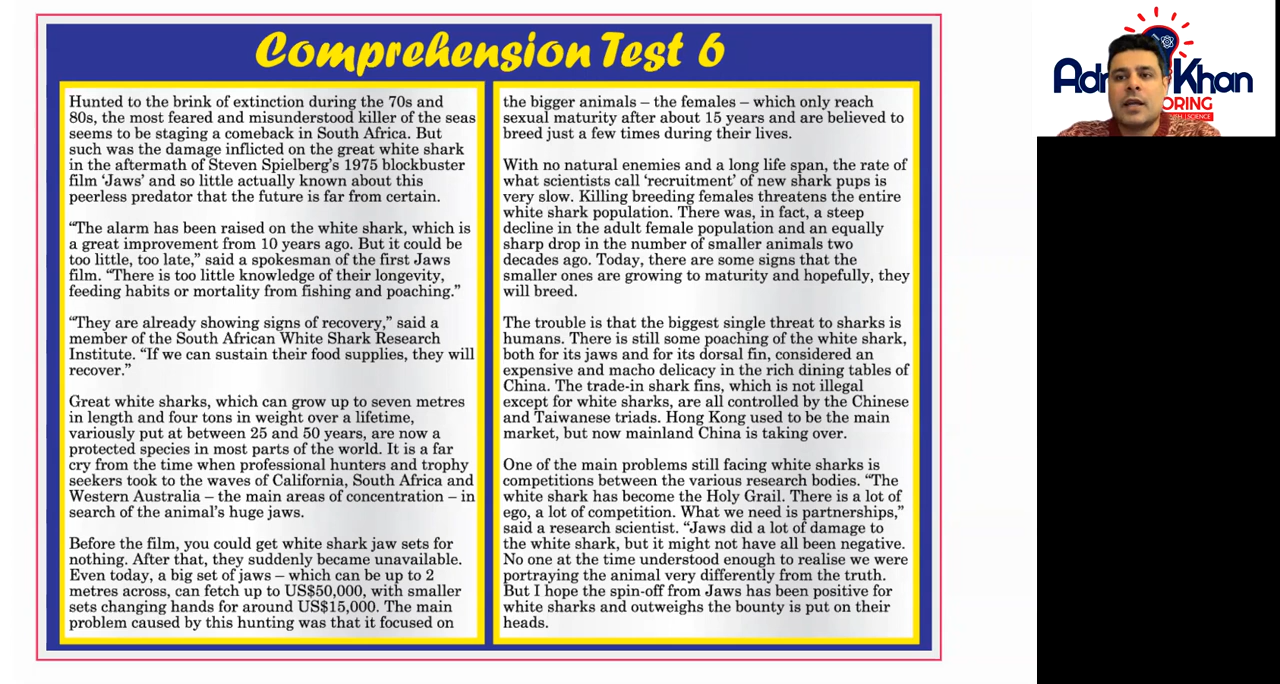 Comprehension Test 6
Hunted to the brink of extinction during the 70s and
80s, the most feared and misunderstood killer of the seas
seems to be staging a comeback in South Africa. But
such was the damage inflicted on the great white shark
in the aftermath of Steven Spielberg's 1975 blockbuster
film 'Jaws' and so little actually known about this
peerless predator that the future is far from certain.
"The alarm has been raised on the white shark, which is
a great improvement from 10 years ago. But it could be
too little, too late," said a spokesman of the first Jaws
film. "There is too little knowledge of their longevity,
feeding habits or mortality from fishing and poaching."
"They are already showing signs of recovery," said a
member of the South African White Shark Research
Institute. "If we can sustain their food supplies, they will
recover."
Great white sharks, which can grow up to seven metres
in length and four tons in weight over a lifetime,
variously put at between 25 and 50 years, are now a
protected species in most parts of the world. It is a far
cry from the time when professional hunters and trophy
seekers took to the waves of California, South Africa and
Western Australia – the main areas of concentration – in
search of the animal's huge jaws.
Before the film, you could get white shark jaw sets for
nothing. After that, they suddenly became unavailable.
Even today, a big set of jaws – which can be up to 2
metres across, can fetch up to US$50,000, with smaller
sets changing hands for around US$15,000. The main
problem caused by this hunting was that it focused on
the bigger animals – the females – which only reach
sexual maturity after about 15 years and are believed to
breed just a few times during their lives.
With no natural enemies and a long life span, the rate of
what scientists call 'recruitment' of new shark pups is
very slow. Killing breeding females threatens the entire
white shark population. There was, in fact, a steep
decline in the adult female population and an equally
sharp drop in the number of smaller animals two
decades ago. Today, there are some signs that the
smaller ones are growing to maturity and hopefully, they
will breed.
The trouble is that the biggest single threat to sharks is
humans. There is still some poaching of the white shark,
both for its jaws and for its dorsal fin, considered an
expensive and macho delicacy in the rich dining tables of
China. The trade-in shark fins, which is not illegal
except for white sharks, are all controlled by the Chinese
and Taiwanese triads. Hong Kong used to be the main
market, but now mainland China is taking over.
One of the main problems still facing white sharks is
competitions between the various research bodies. "The
white shark has become the Holy Grail. There is a lot of
ego, a lot of competition. What we need is partnerships,"
said a research scientist. "Jaws did a lot of damage to
the white shark, but it might not have all been negative.
No one at the time understood enough to realise we were
portraying the animal very differently from the truth.
But I hope the spin-off from Jaws has been positive for
white sharks and outweighs the bounty is put on their
heads.
Khan